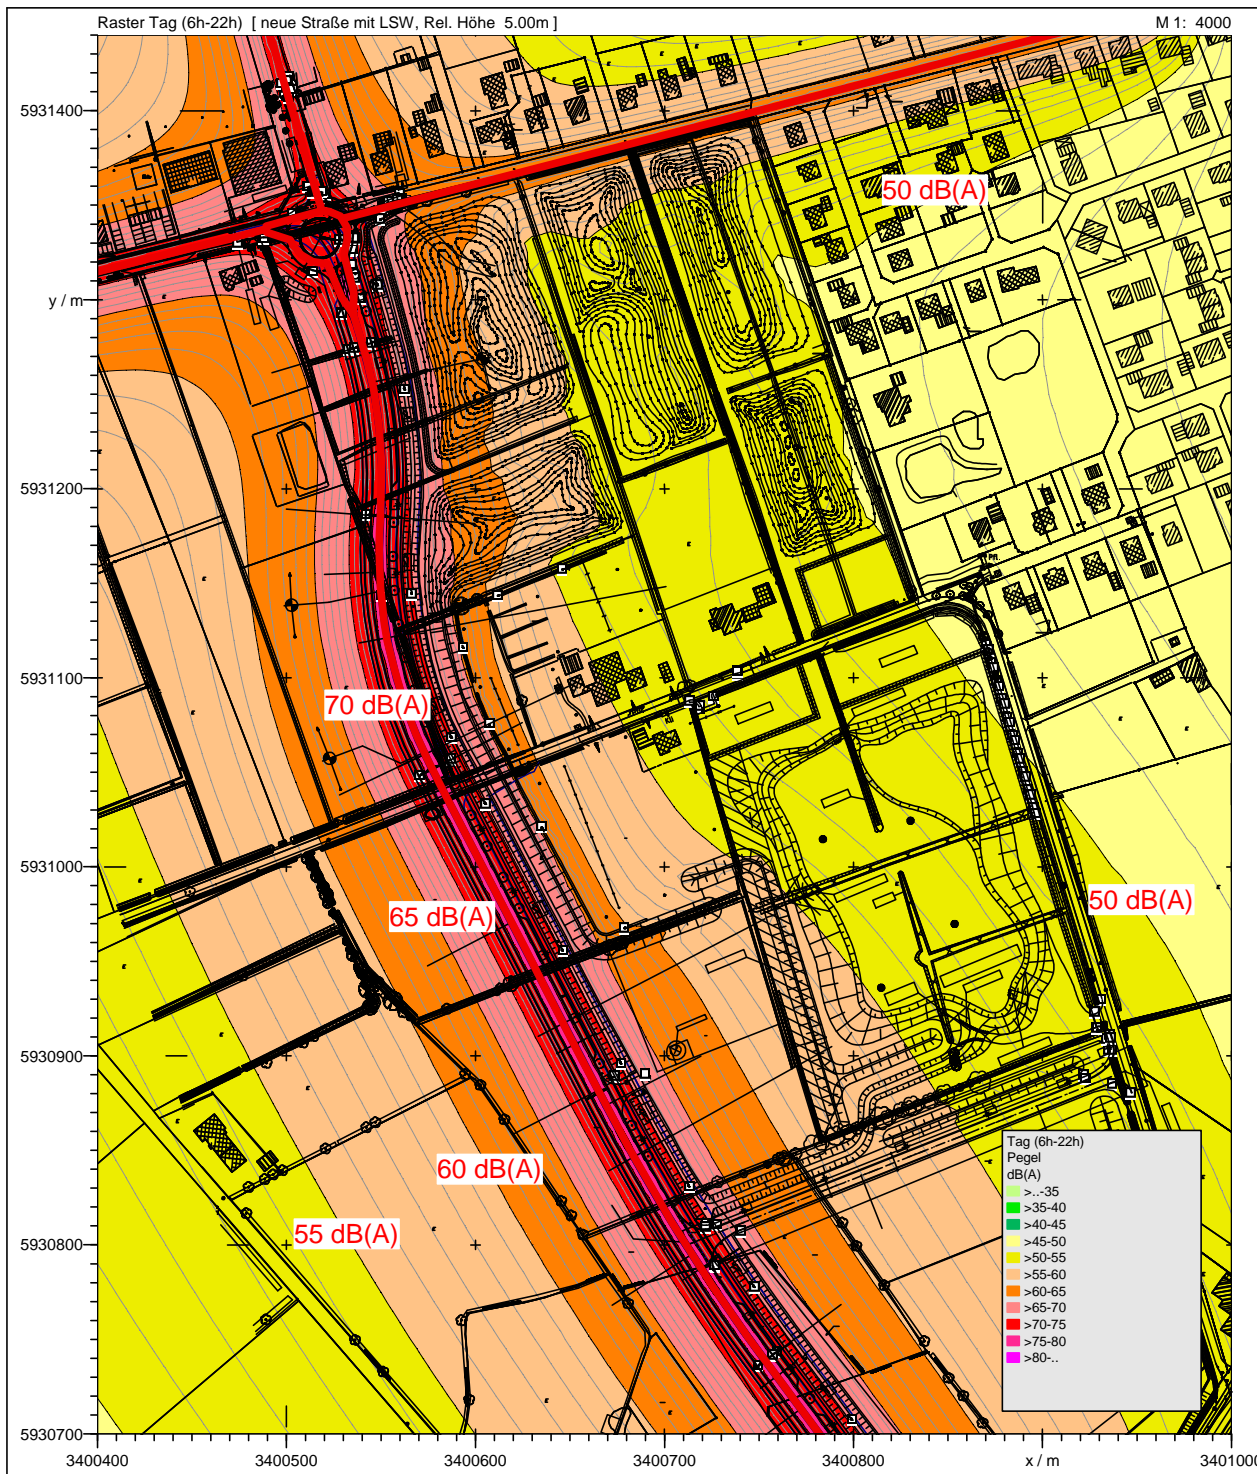 Raster Tag (6h-22h) [ neue Straße mit LSW, Rel. Höhe 5.00m ]
M 1: 4000
5931400
50 dB(A)
y / m
5931200
5931100
70 dB(A)
5931000
50 dB(A)
65 dB(A)
5930900
60 dB(A)
55 dB(A)
5930800
5930700
Tag (6h-22h)
Pegel
dB(A)
>..-35
>35-40
>40-45
>45-50
>50-55
>55-60
>60-65
>65-70
>70-75
>75-80
>80-..
3400400
3400500
3400600
3400700
3400800
x / m
3401000